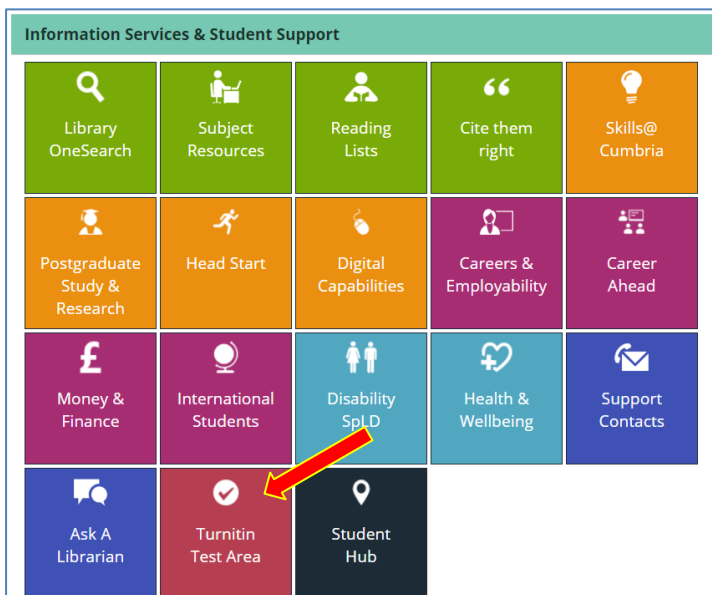 Information Services & Student Support
Library
OneSearch
Subject
Resources
Reading
Lists
Cite them
right
Skills@
Cumbria
Postgraduate
Study &
Research
Head Start
Digital
Capabilities
Careers &
Employability
Career
Ahead
£
Money &
Finance
International
Students
Disability
SpLD
Health &
Wellbeing
Support
Contacts
Ask A
Librarian
Turnitin
Test Area
Student
Hub